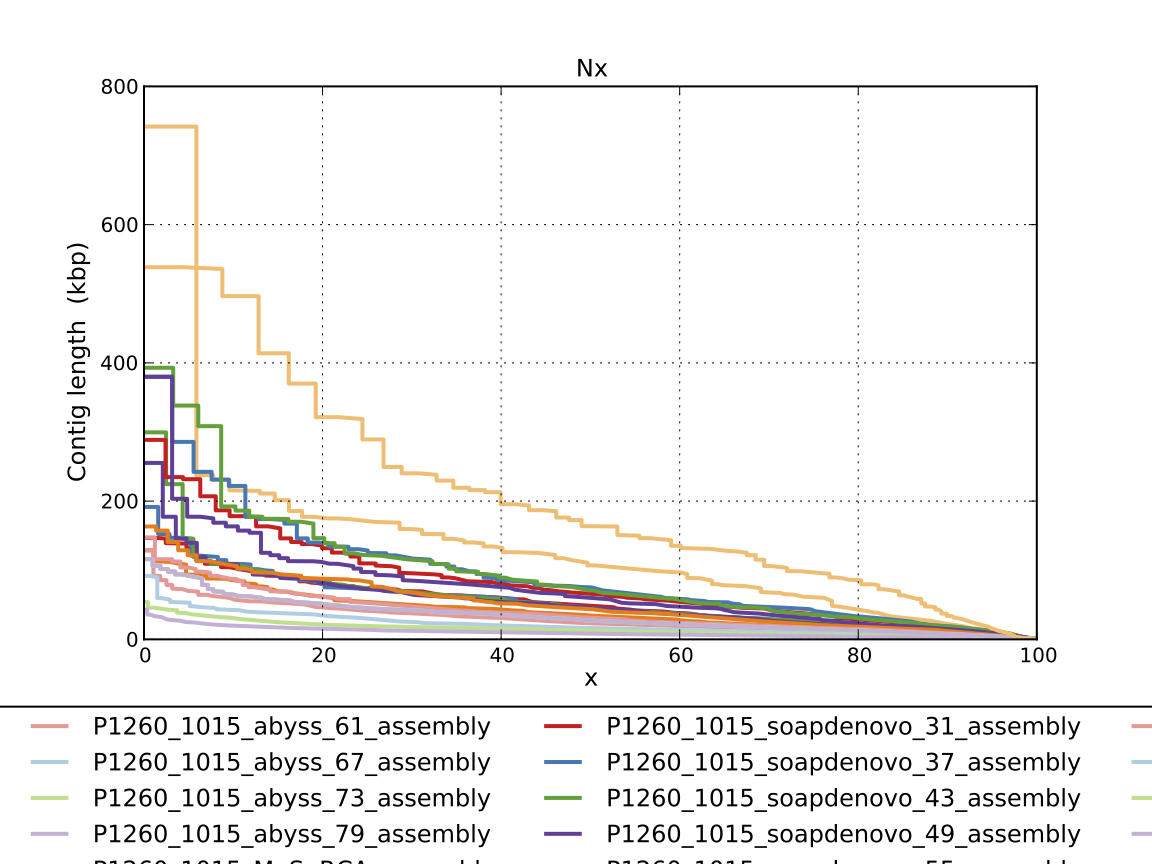 Nx
800
600
400
200
0
Contig length (kbp)
0 20 40 60 80 100
x
P1260_1015_abyss_61_assembly P1260_1015_soapdenovo_31_assembly
P1260_1015_abyss_67_assembly P1260_1015_soapdenovo_37_assembly
P1260_1015_abyss_73_assembly P1260_1015_soapdenovo_43_assembly
P1260_1015_abyss_79_assembly P1260_1015_soapdenovo_49_assembly